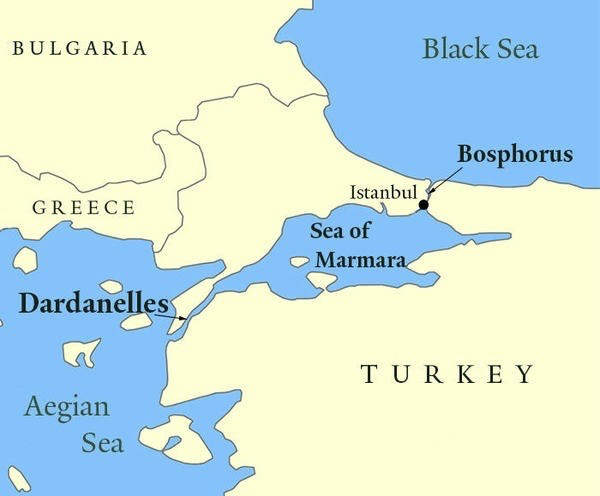 BULGARIA
Black Sea
Bosphorus
Istanbul
GREECE
Sea of
Marmara
Dardanelles
TURKEY
Aegian
Sea